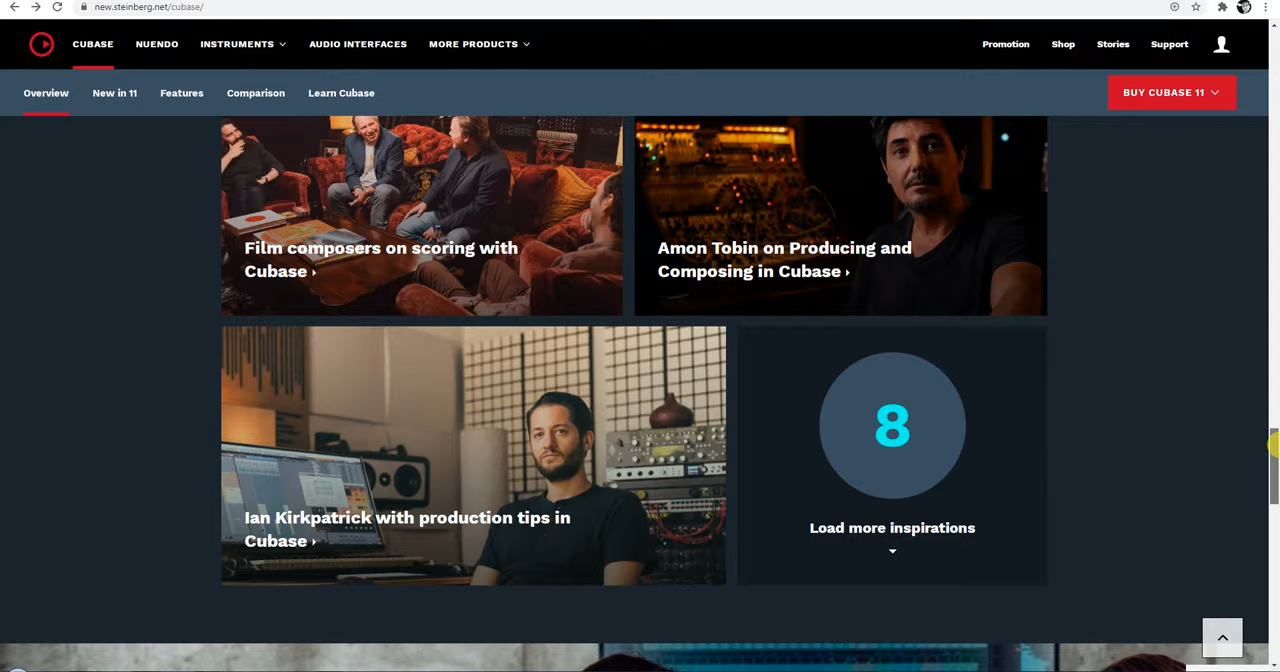 new.steinberg.net/cubase/
CUBASE
NUENDO
INSTRUMENTS
AUDIO INTERFACES
MORE PRODUCTS
Promotion
Shop
Stories
Support
Overview
New in 11
Features
Comparison
Learn Cubase
BUY CUBASE 11
Film composers on scoring with
Cubase
Amon Tobin on Producing and
Composing in Cubase
Ian Kirkpatrick with production tips in
Cubase
8
Load more inspirations